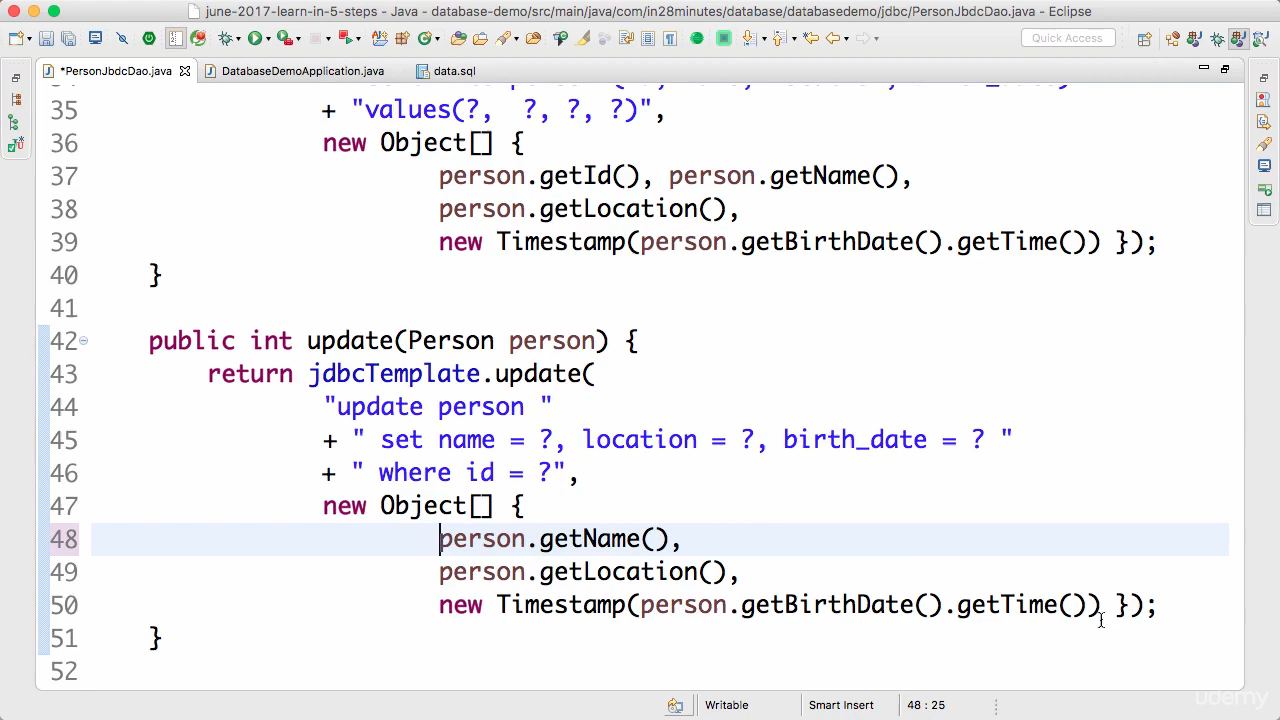 june-2017-learn-in-5-steps - Java - database-demo/src/main/java/com/in28minutes/database/databasedemo/jdbc/PersonJbdcDao.java - Eclipse
Quick Access
*PersonJbdcDao.java DatabaseDemoApplication.java data.sql
35 + "values(?, ?, ?, ?)",
36 new Object[] {
37 person.getId(), person.getName(),
38 person.getLocation(),
39 new Timestamp(person.getBirthDate().getTime()) });
40 }
41
42 public int update(Person person) {
43 return jdbcTemplate.update(
44 "update person "
45 + " set name = ?, location = ?, birth_date = ? "
46 + " where id = ?",
47 new Object[] {
48 person.getName(),
49 person.getLocation(),
50 new Timestamp(person.getBirthDate().getTime()) });
51 }
52
Writable Smart Insert 48 : 25
udemy